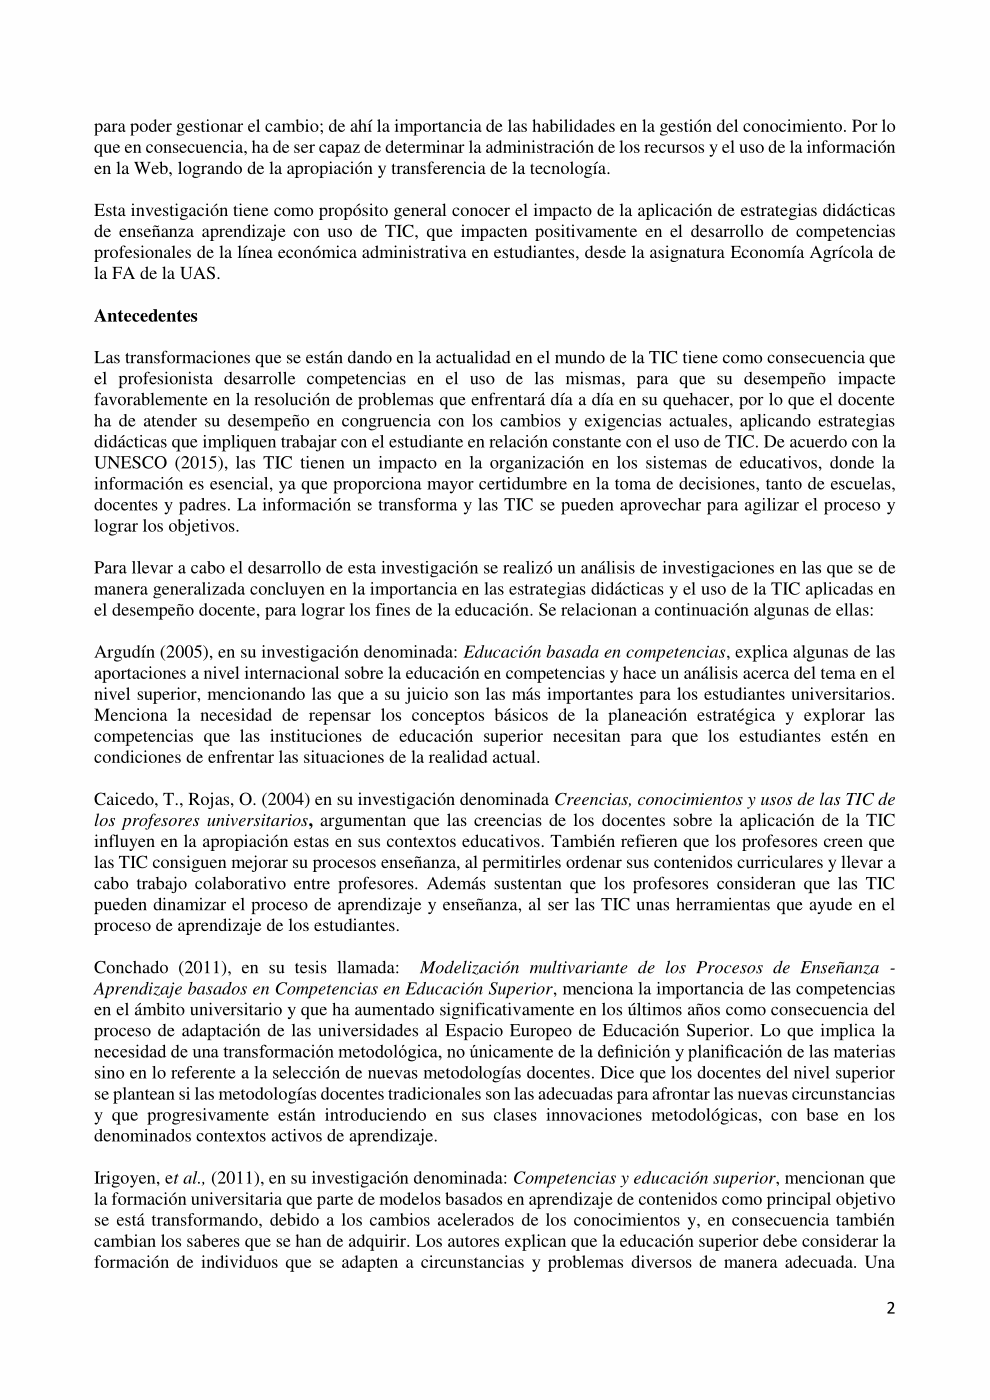 para poder gestionar el cambio; de ahí la importancia de las habilidades en la gestión del conocimiento. Por lo
que en consecuencia, ha de ser capaz de determinar la administración de los recursos y el uso de la información
en la Web, logrando de la apropiación y transferencia de la tecnología.
Esta investigación tiene como propósito general conocer el impacto de la aplicación de estrategias didácticas
de enseñanza aprendizaje con uso de TIC, que impacten positivamente en el desarrollo de competencias
profesionales de la línea económica administrativa en estudiantes, desde la asignatura Economía Agrícola de
la FA de la UAS.
Antecedentes
Las transformaciones que se están dando en la actualidad en el mundo de la TIC tiene como consecuencia que
el profesionista desarrolle competencias en el uso de las mismas, para que su desempeño impacte
favorablemente en la resolución de problemas que enfrentará día a día en su quehacer, por lo que el docente
ha de atender su desempeño en congruencia con los cambios y exigencias actuales, aplicando estrategias
didácticas que impliquen trabajar con el estudiante en relación constante con el uso de TIC. De acuerdo con la
UNESCO (2015), las TIC tienen un impacto en la organización en los sistemas de educativos, donde la
información es esencial, ya que proporciona mayor certidumbre en la toma de decisiones, tanto de escuelas,
docentes y padres. La información se transforma y las TIC se pueden aprovechar para agilizar el proceso y
lograr los objetivos.
Para llevar a cabo el desarrollo de esta investigación se realizó un análisis de investigaciones en las que se de
manera generalizada concluyen en la importancia en las estrategias didácticas y el uso de la TIC aplicadas en
el desempeño docente, para lograr los fines de la educación. Se relacionan a continuación algunas de ellas:
Argudín (2005), en su investigación denominada: Educación basada en competencias, explica algunas de las
aportaciones a nivel internacional sobre la educación en competencias y hace un análisis acerca del tema en el
nivel superior, mencionando las que a su juicio son las más importantes para los estudiantes universitarios.
Menciona la necesidad de repensar los conceptos básicos de la planeación estratégica y explorar las
competencias que las instituciones de educación superior necesitan para que los estudiantes estén en
condiciones de enfrentar las situaciones de la realidad actual.
Caicedo, T., Rojas, O. (2004) en su investigación denominada Creencias, conocimientos y usos de las TIC de
los profesores universitarios, argumentan que las creencias de los docentes sobre la aplicación de la TIC
influyen en la apropiación estas en sus contextos educativos. También refieren que los profesores creen que
las TIC consiguen mejorar su procesos enseñanza, al permitirles ordenar sus contenidos curriculares y llevar a
cabo trabajo colaborativo entre profesores. Además sustentan que los profesores consideran que las TIC
pueden dinamizar el proceso de aprendizaje y enseñanza, al ser las TIC unas herramientas que ayude en el
proceso de aprendizaje de los estudiantes.
Conchado (2011), en su tesis llamada: Modelización multivariante de los Procesos de Enseñanza -
Aprendizaje basados en Competencias en Educación Superior, menciona la importancia de las competencias
en el ámbito universitario y que ha aumentado significativamente en los últimos años como consecuencia del
proceso de adaptación de las universidades al Espacio Europeo de Educación Superior. Lo que implica la
necesidad de una transformación metodológica, no únicamente de la definición y planificación de las materias
sino en lo referente a la selección de nuevas metodologías docentes. Dice que los docentes del nivel superior
se plantean si las metodologías docentes tradicionales son las adecuadas para afrontar las nuevas circunstancias
y que progresivamente están introduciendo en sus clases innovaciones metodológicas, con base en los
denominados contextos activos de aprendizaje.
Irigoyen, et al., (2011), en su investigación denominada: Competencias y educación superior, mencionan que
la formación universitaria que parte de modelos basados en aprendizaje de contenidos como principal objetivo
se está transformando, debido a los cambios acelerados de los conocimientos y, en consecuencia también
cambian los saberes que se han de adquirir. Los autores explican que la educación superior debe considerar la
formación de individuos que se adapten a circunstancias y problemas diversos de manera adecuada. Una
2